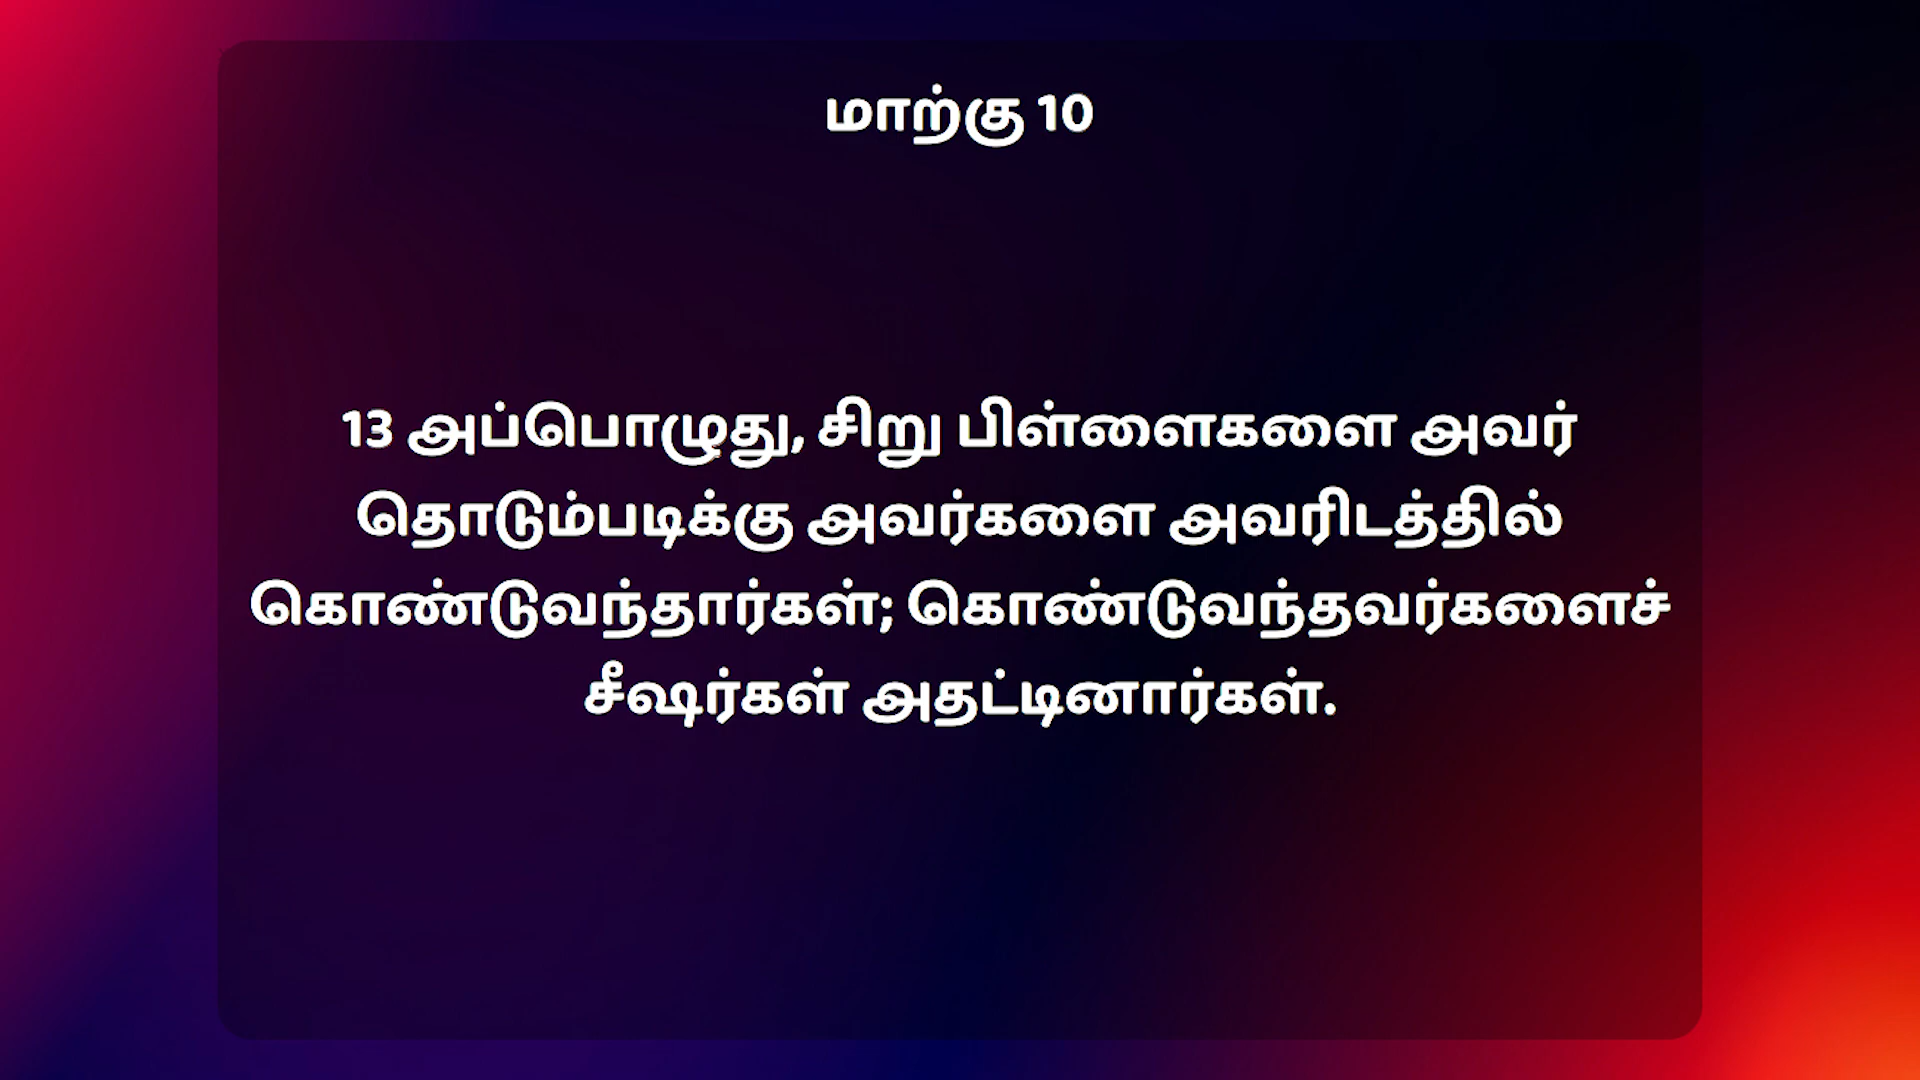 மாற்கு 10
13 அப்பொழுது, சிறு பிள்ளைகளை அவர்
தொடும்படிக்கு அவர்களை அவரிடத்தில்
கொண்டுவந்தார்கள்; கொண்டுவந்தவர்களைச்
சீஷர்கள் அதட்டினார்கள்.